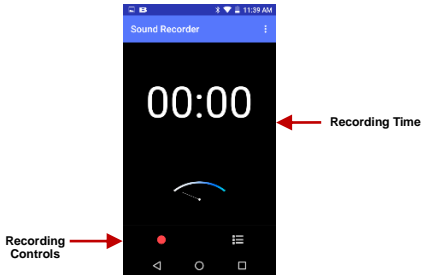 11:39 AM
Sound Recorder
00:00
Recording Time
Recording
Controls